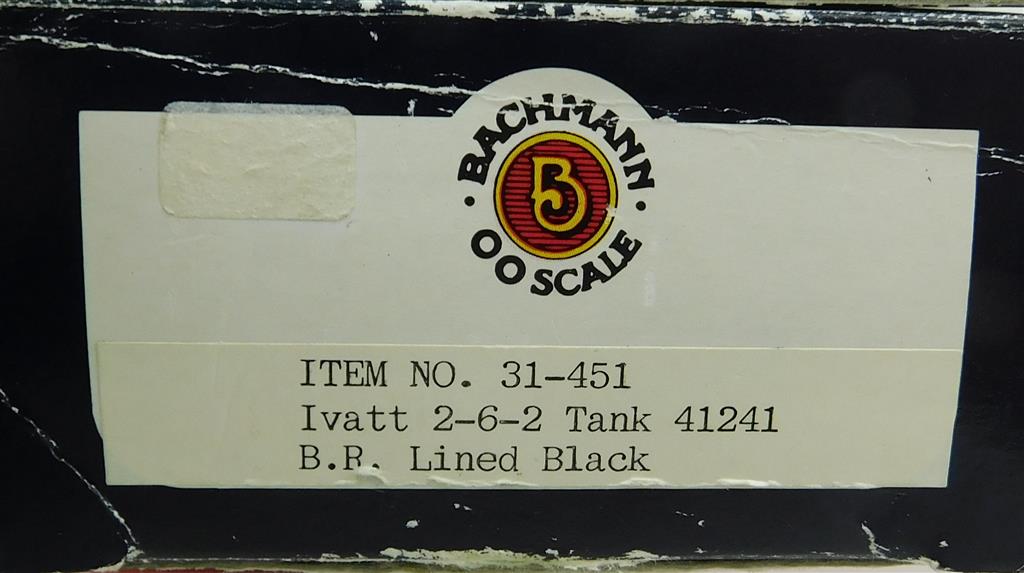 BACHMANN
B
OO SCALE
ITEM NO. 31-451
Ivatt 2-6-2 Tank 41241
B.R. Lined Black